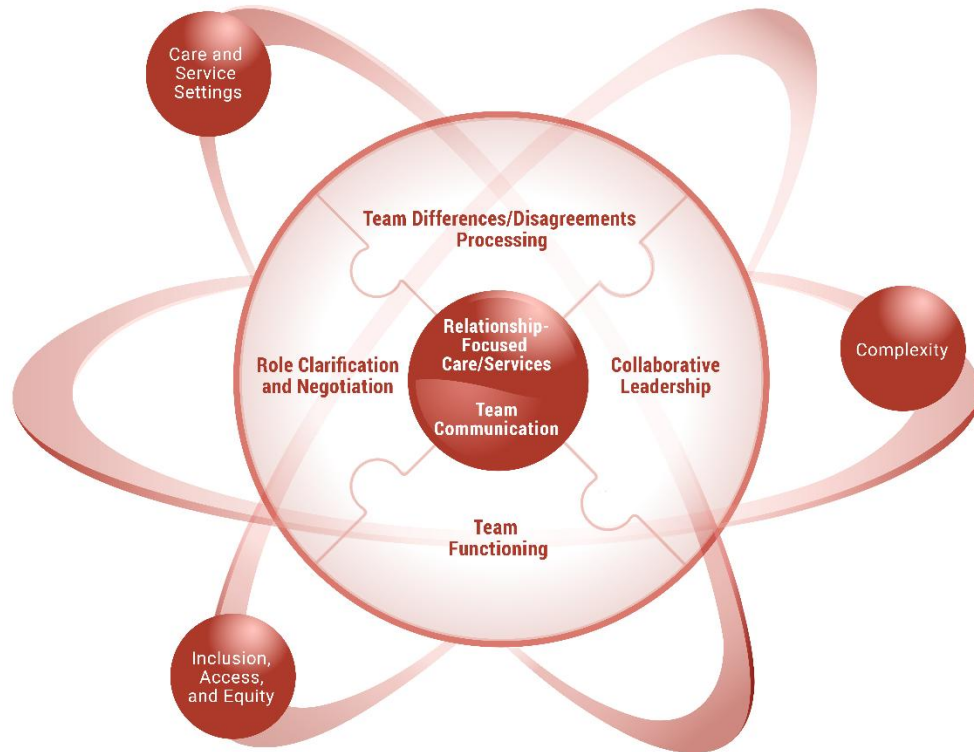 Care and
Service
Settings
Team Differences/Disagreements
Processing
Complexity
Relationship-
Focused
Care/Services
Role Clarification
and Negotiation
Collaborative
Leadership
Team
Communication
Team
Functioning
Inclusion,
Access,
and Equity